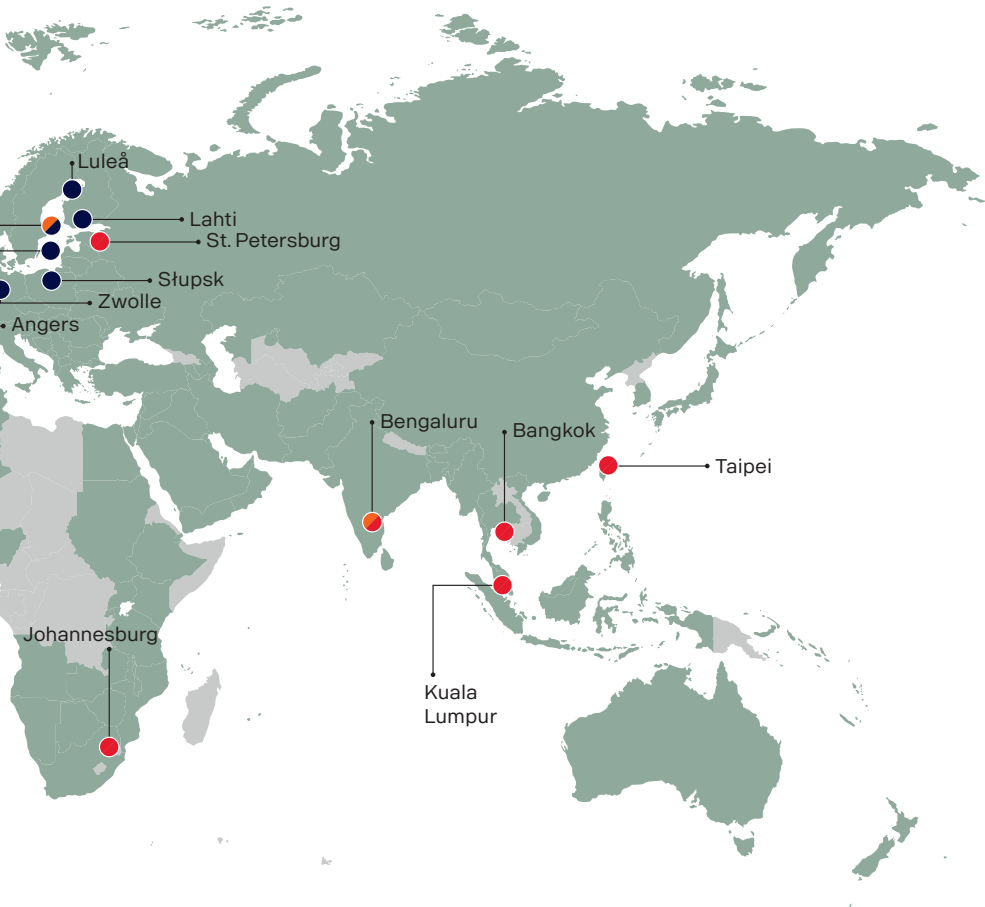 Luleå
Lahti
St. Petersburg
Słupsk
Zwolle
Angers
Bengaluru
Bangkok
Taipei
Johannesburg
Kuala
Lumpur